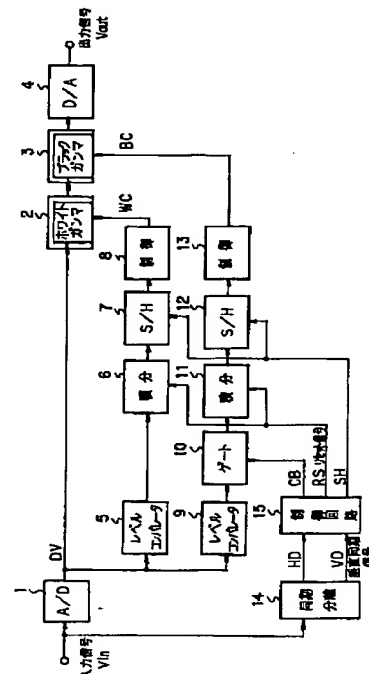 入力信号
Vin
1
A/D
DV
2
ホワイト
ガンマ
3
ブラック
ガンマ
4
D/A
出力信号
Vout
WC
BC
5
レベル
コンパレータ
6
積分
7
S/H
8
制御
9
レベル
コンパレータ
10
ゲート
11
積分
12
S/H
13
制御
14
同期
分離
HD
VD
垂直同期
信号
15
制御
回路
CB
RS リセット信号
SH